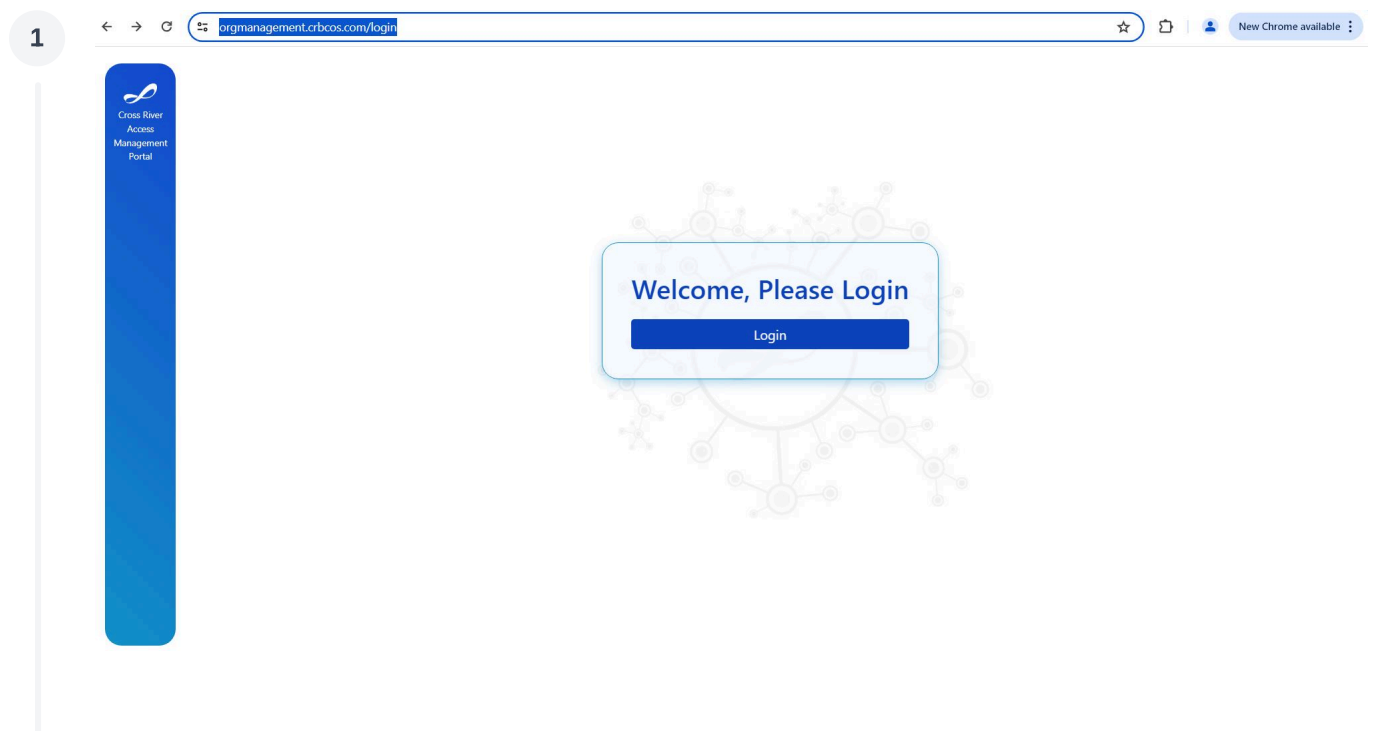 1
orgmanagement.crbcos.com/login
New Chrome available
Cross River
Access
Management
Portal
Welcome, Please Login
Login